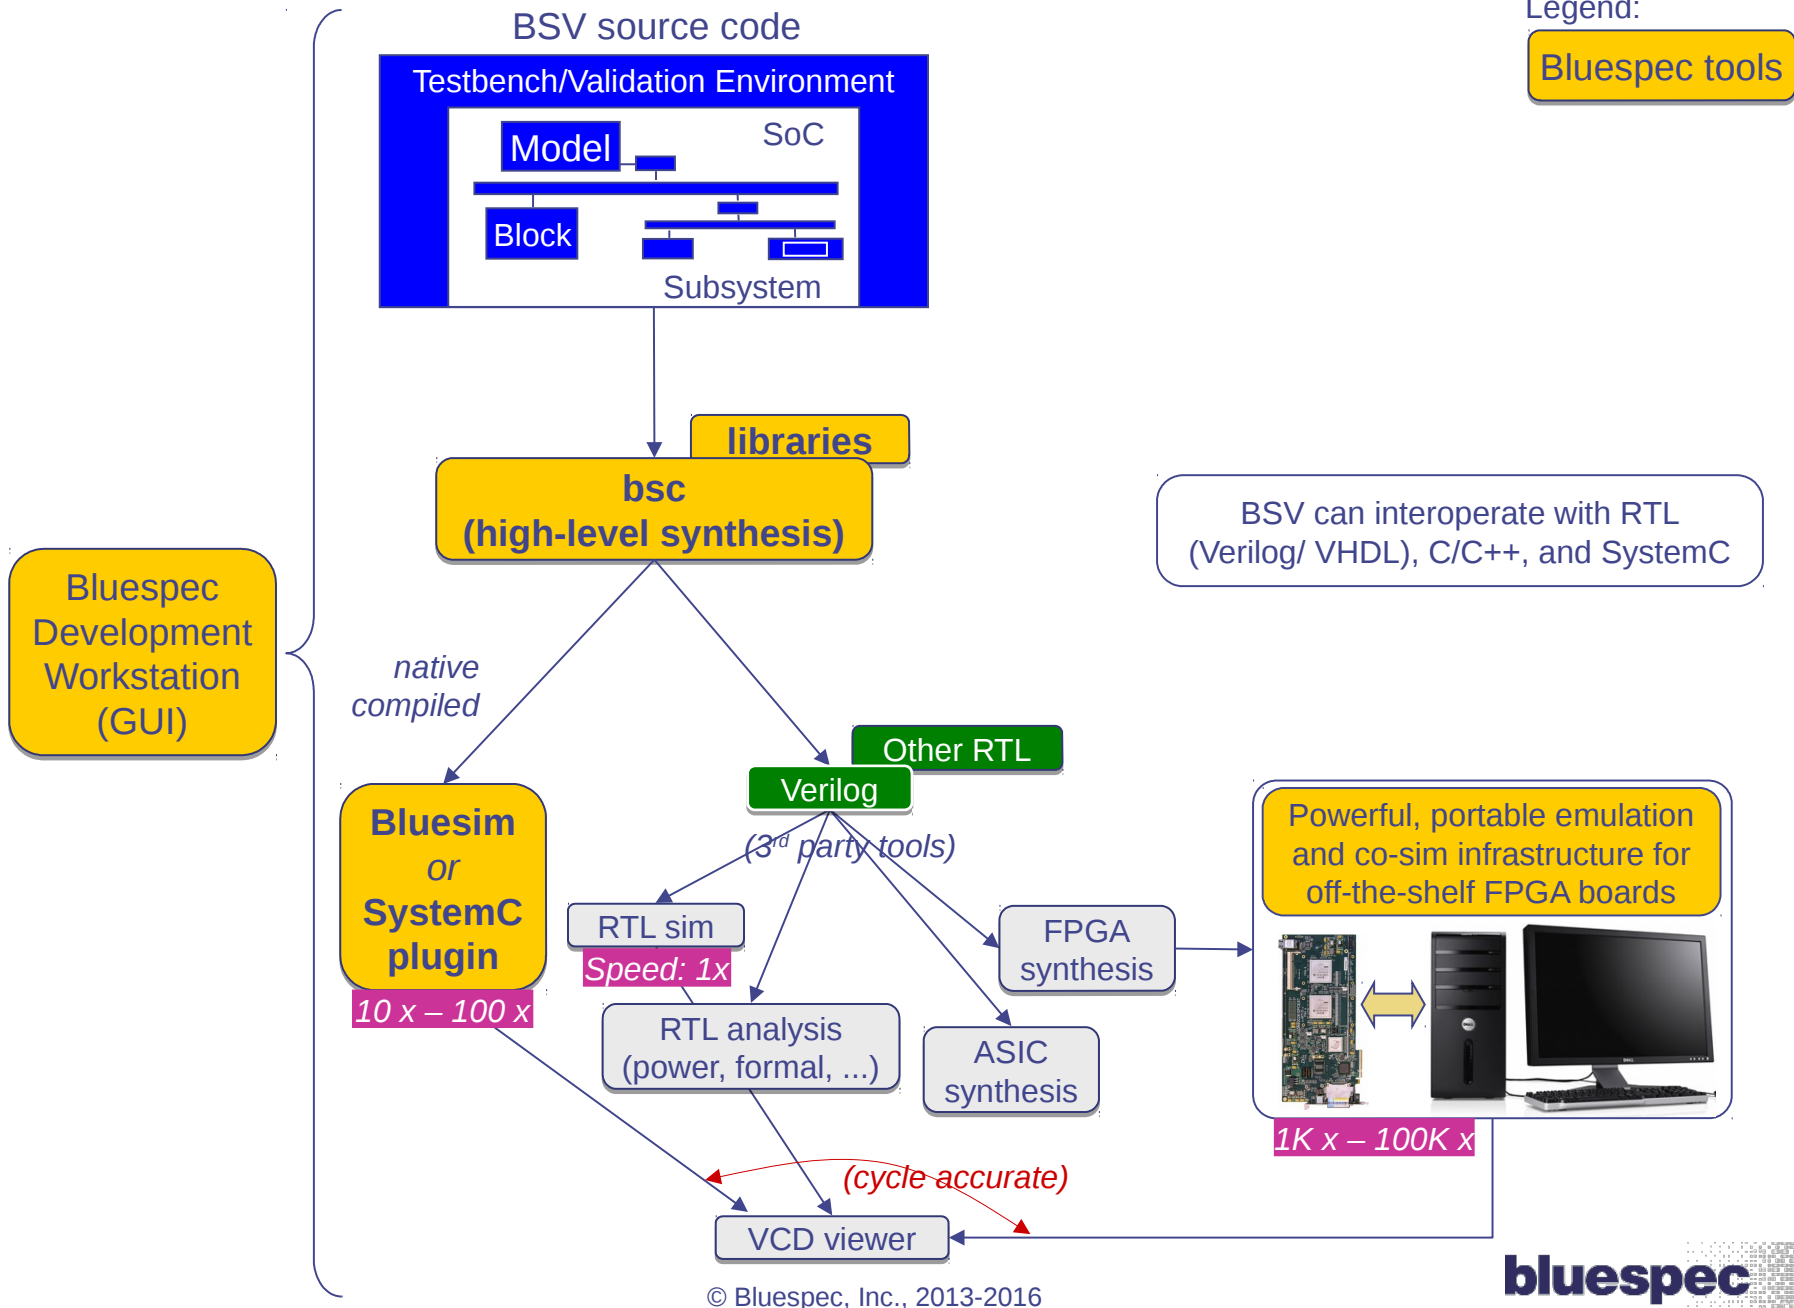 BSV source code
Legend:
Bluespec tools
Testbench/Validation Environment
Model
SoC
Block
Subsystem
libraries
bsc
(high-level synthesis)
BSV can interoperate with RTL
(Verilog/ VHDL), C/C++, and SystemC
Bluespec
Development
Workstation
(GUI)
native
compiled
Other RTL
Verilog
(3rd party tools)
Bluesim
or
SystemC
plugin
10 x – 100 x
RTL sim
Speed: 1x
RTL analysis
(power, formal, ...)
FPGA
synthesis
ASIC
synthesis
Powerful, portable emulation
and co-sim infrastructure for
off-the-shelf FPGA boards
1K x – 100K x
(cycle accurate)
VCD viewer
© Bluespec, Inc., 2013-2016
bluespec